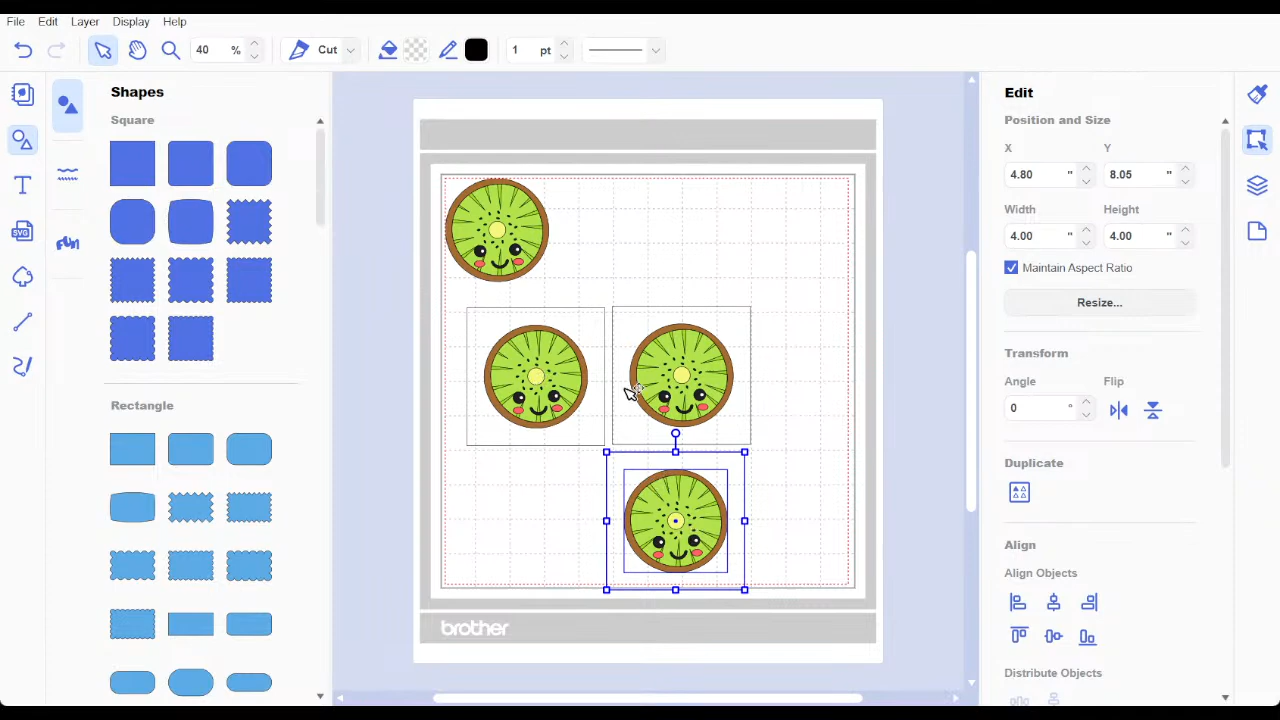 File Edit Layer Display Help
40 % Cut 1 pt
Shapes
Square
Rectangle
T
SVG
fun
brother
Edit
Position and Size
X Y
4.80 " 8.05 "
Width Height
4.00 " 4.00 "
Maintain Aspect Ratio
Resize...
Transform
Angle Flip
0 °
Duplicate
Align
Align Objects
Distribute Objects